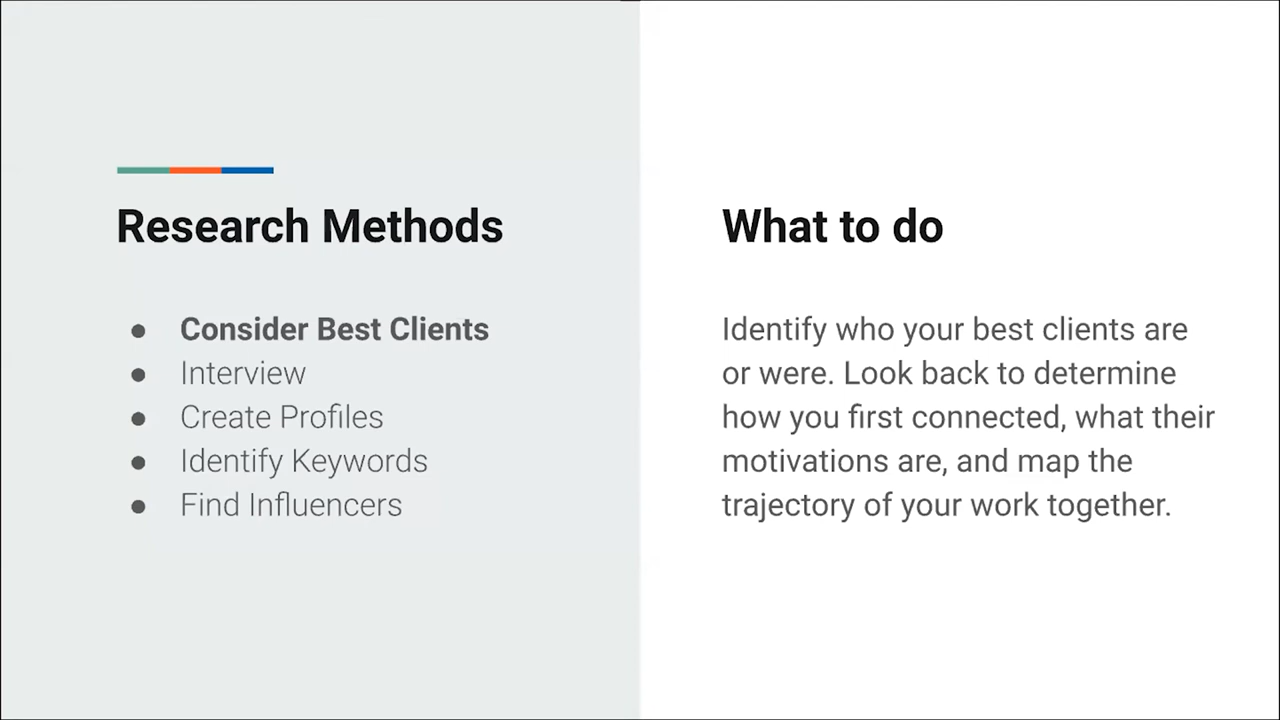 Research Methods
● Consider Best Clients
● Interview
● Create Profiles
● Identify Keywords
● Find Influencers
What to do
Identify who your best clients are
or were. Look back to determine
how you first connected, what their
motivations are, and map the
trajectory of your work together.